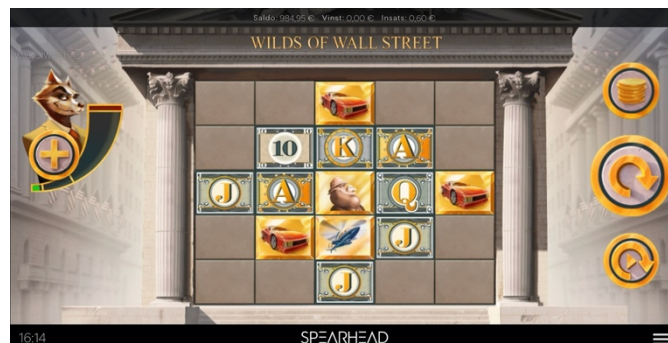 Saldo: 984,95 € Vinst: 0,00 € Insats: 0,60 €
WILDS OF WALL STREET
10 K A
J A Q
J
J
16:14 SPEARHEAD